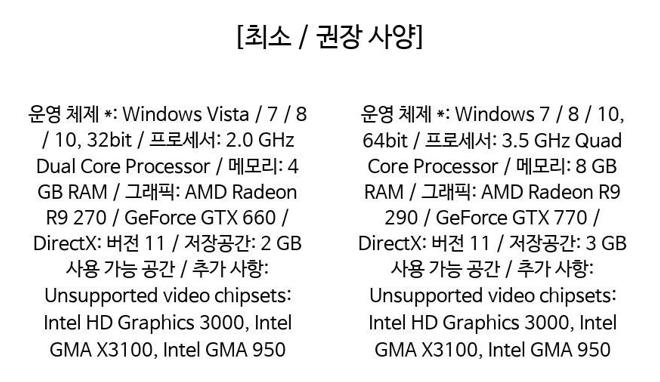 [최소 / 권장 사양]
운영 체제 *: Windows Vista / 7 / 8
/ 10, 32bit / 프로세서: 2.0 GHz
Dual Core Processor / 메모리: 4
GB RAM / 그래픽: AMD Radeon
R9 270 / GeForce GTX 660 /
DirectX: 버전 11 / 저장공간: 2 GB
사용 가능 공간 / 추가 사항:
Unsupported video chipsets:
Intel HD Graphics 3000, Intel
GMA X3100, Intel GMA 950
운영 체제 *: Windows 7 / 8 / 10,
64bit / 프로세서: 3.5 GHz Quad
Core Processor / 메모리: 8 GB
RAM / 그래픽: AMD Radeon R9
290 / GeForce GTX 770 /
DirectX: 버전 11 / 저장공간: 3 GB
사용 가능 공간 / 추가 사항:
Unsupported video chipsets:
Intel HD Graphics 3000, Intel
GMA X3100, Intel GMA 950